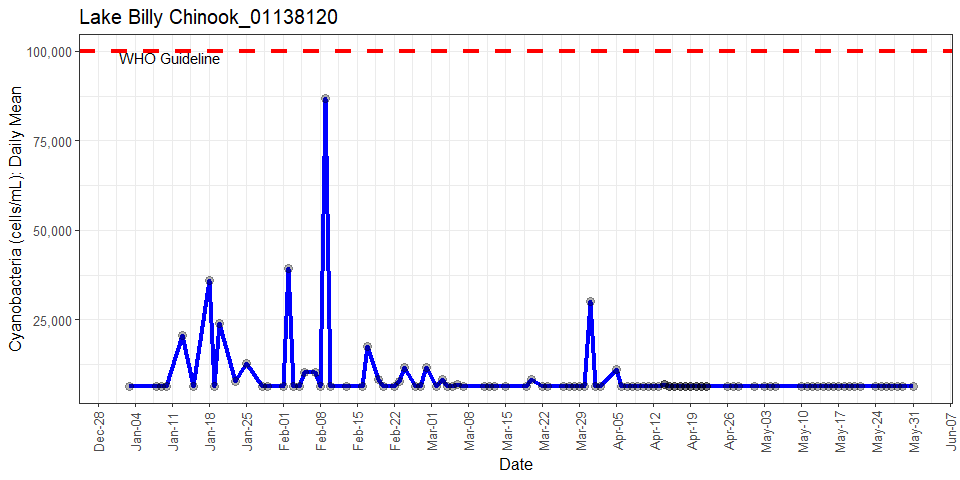 Lake Billy Chinook_01138120
Cyanobacteria (cells/mL): Daily Mean
100,000
WHO Guideline
75,000
50,000
25,000
Dec-28
Jan-04
Jan-11
Jan-18
Jan-25
Feb-01
Feb-08
Feb-15
Feb-22
Mar-01
Mar-08
Mar-15
Mar-22
Mar-29
Apr-05
Apr-12
Apr-19
Apr-26
May-03
May-10
May-17
May-24
May-31
Jun-07
Date